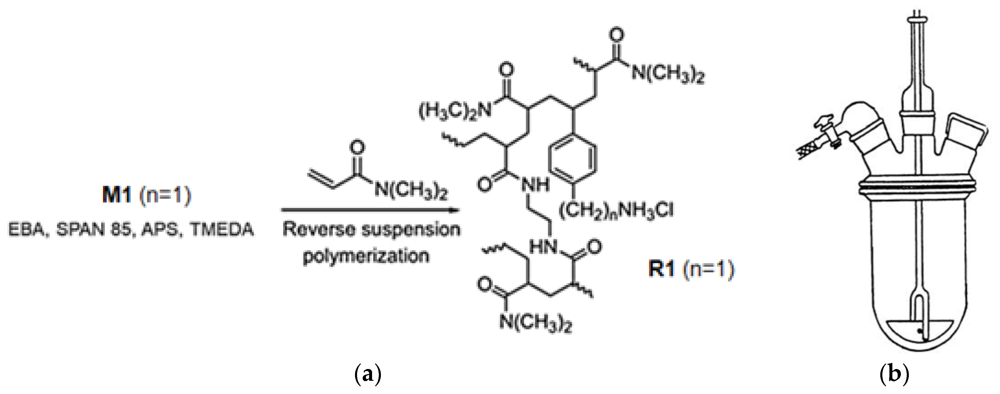 M1 (n=1)
EBA, SPAN 85, APS, TMEDA
O
N(CH3)2
Reverse suspension
polymerization
O
N(CH3)2
O
(H3C)2N
O
NH
(CH2)nNH3Cl
HN
O
O
N(CH3)2
R1 (n=1)
(a)
(b)